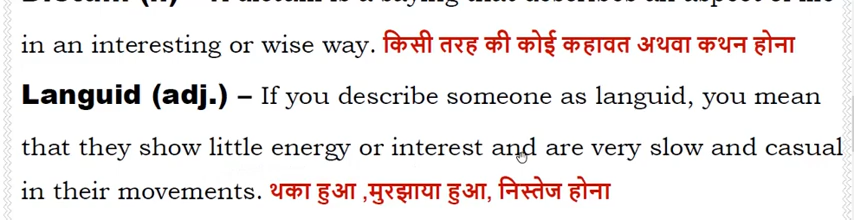 in an interesting or wise way. किसी तरह की कोई कहावत अथवा कथन होना
Languid (adj.) – If you describe someone as languid, you mean
that they show little energy or interest and are very slow and casual
in their movements. थका हुआ ,मुरझाया हुआ, निस्तेज होना